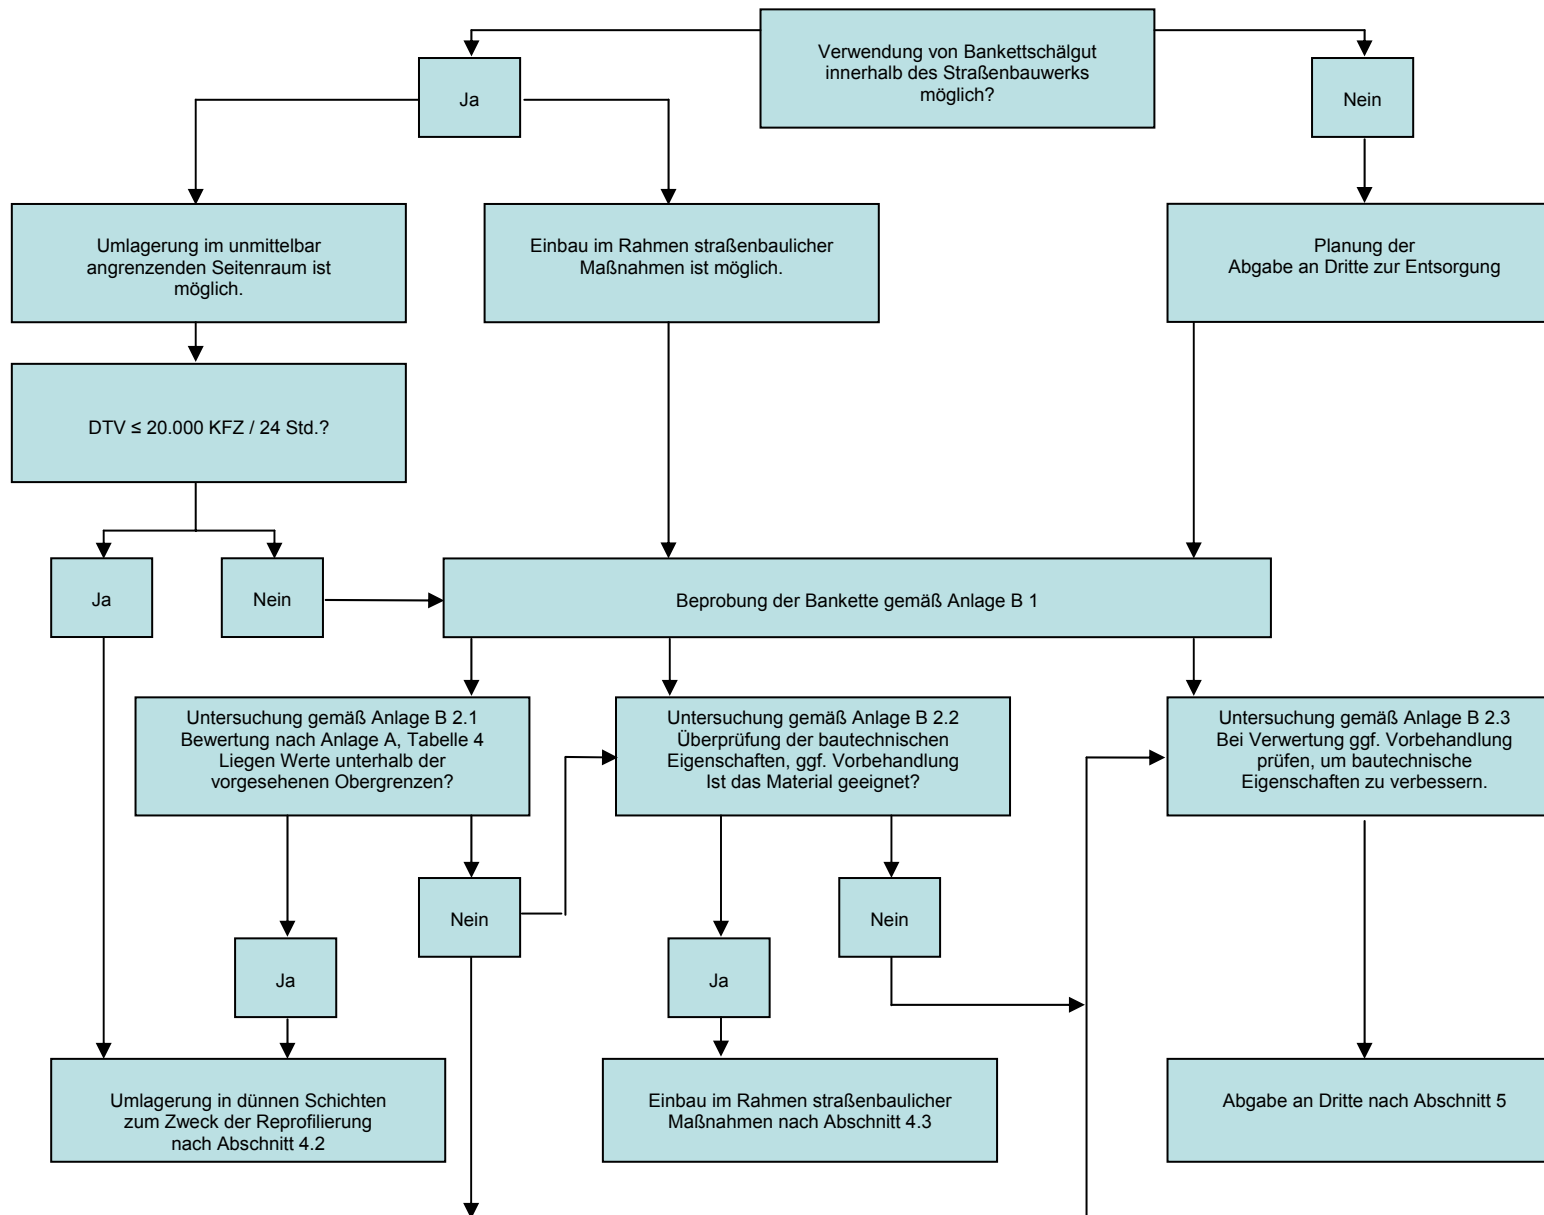 Verwendung von Bankettschälgut
innerhalb des Straßenbauwerks
möglich?
Ja
Nein
Umlagerung im unmittelbar
angrenzenden Seitenraum ist
möglich.
Einbau im Rahmen straßenbaulicher
Maßnahmen ist möglich.
Planung der
Abgabe an Dritte zur Entsorgung
DTV ≤ 20.000 KFZ / 24 Std.?
Ja
Nein
Beprobung der Bankette gemäß Anlage B 1
Untersuchung gemäß Anlage B 2.1
Bewertung nach Anlage A, Tabelle 4
Liegen Werte unterhalb der
vorgesehenen Obergrenzen?
Untersuchung gemäß Anlage B 2.2
Überprüfung der bautechnischen
Eigenschaften, ggf. Vorbehandlung
Ist das Material geeignet?
Untersuchung gemäß Anlage B 2.3
Bei Verwertung ggf. Vorbehandlung
prüfen, um bautechnische
Eigenschaften zu verbessern.
Nein
Nein
Ja
Ja
Umlagerung in dünnen Schichten
zum Zweck der Reprofilierung
nach Abschnitt 4.2
Einbau im Rahmen straßenbaulicher
Maßnahmen nach Abschnitt 4.3
Abgabe an Dritte nach Abschnitt 5